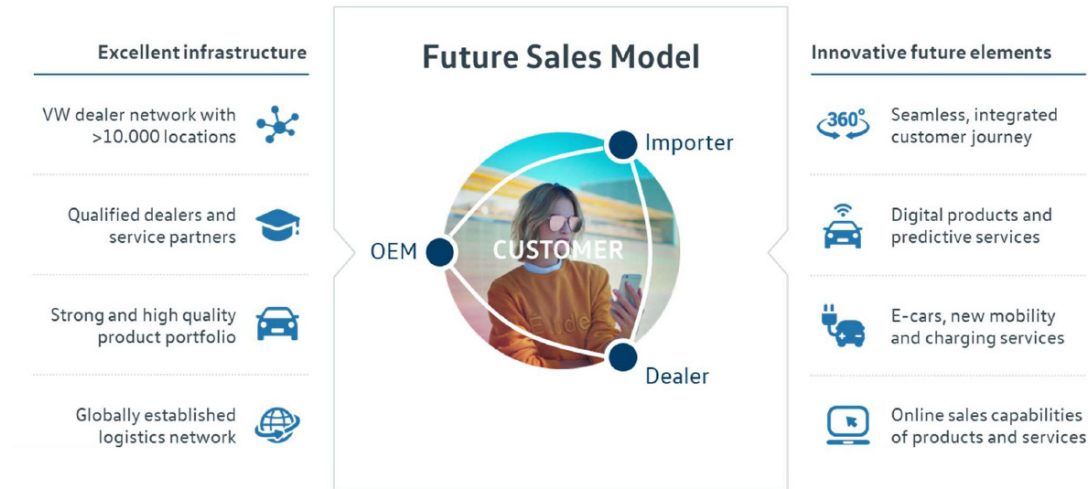 Excellent infrastructure
VW dealer network with
>10.000 locations
Qualified dealers and
service partners
Strong and high quality
product portfolio
Globally established
logistics network
Future Sales Model
Importer
OEM
CUSTOMER
Dealer
Innovative future elements
360°
Seamless, integrated
customer journey
Digital products and
predictive services
E-cars, new mobility
and charging services
Online sales capabilities
of products and services